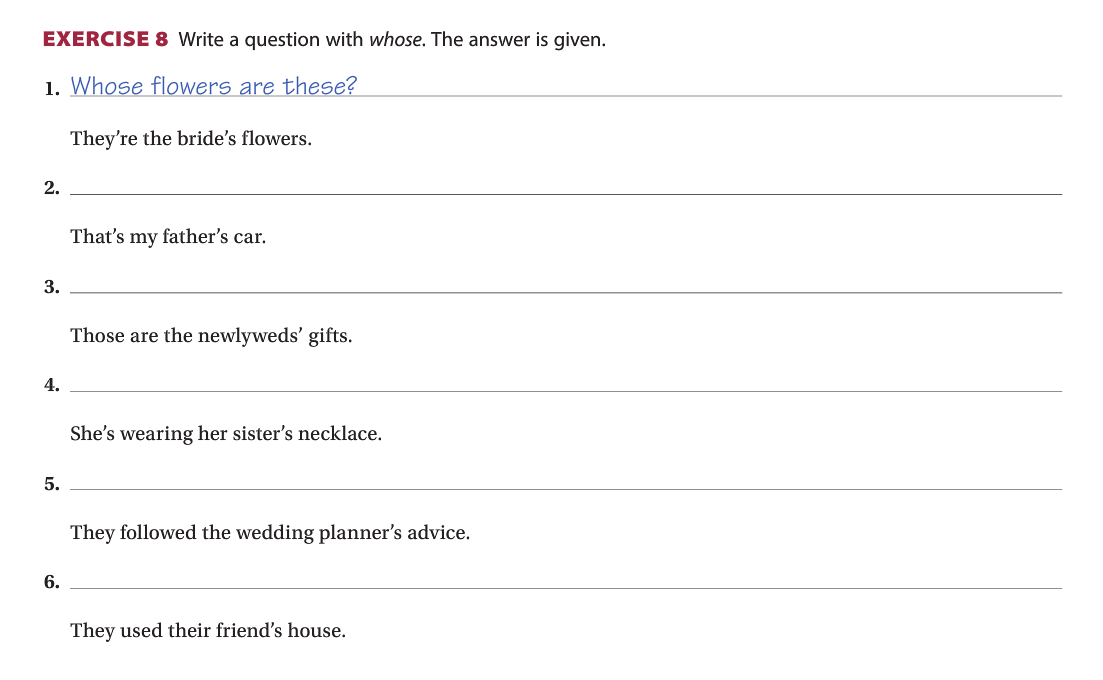 EXERCISE 8 Write a question with whose. The answer is given.
1. Whose flowers are these?
They’re the bride’s flowers.
2.
That’s my father’s car.
3.
Those are the newlyweds’ gifts.
4.
She’s wearing her sister’s necklace.
5.
They followed the wedding planner’s advice.
6.
They used their friend’s house.